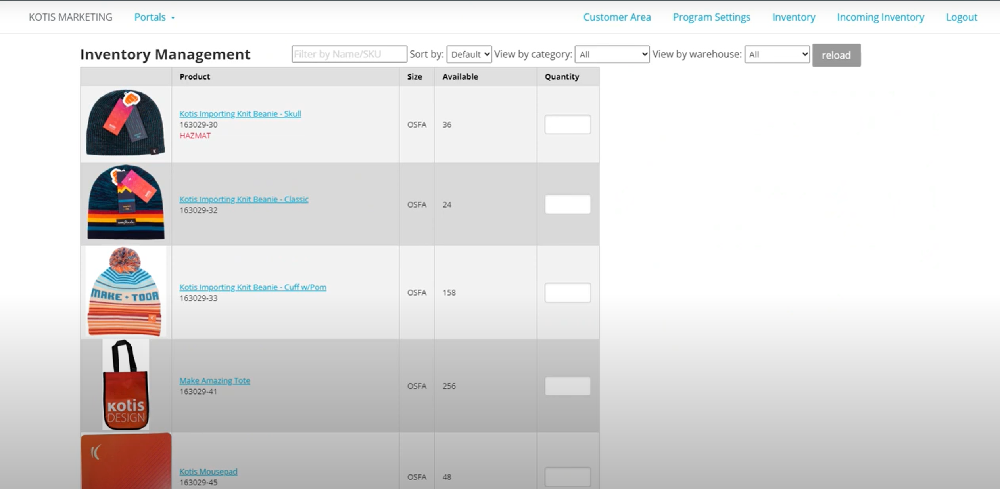 KOTIS MARKETING
Portals
Customer Area
Program Settings
Inventory
Incoming Inventory
Logout
Inventory Management
Filter by Name/SKU
Sort by: Default
View by category: All
View by warehouse: All
reload
Product Size Available Quantity
Kotis Importing Knit Beanie - Skull
163029-30
HAZMAT
OSFA 36
Kotis Importing Knit Beanie - Classic
163029-32
OSFA 24
MAKE + TODA
Kotis Importing Knit Beanie - Cuff w/Pom
163029-33
OSFA 158
KOTIS
DESIGN
Make Amazing Tote
163029-41
OSFA 256
Kotis Mousepad
163029-45
OSFA 48